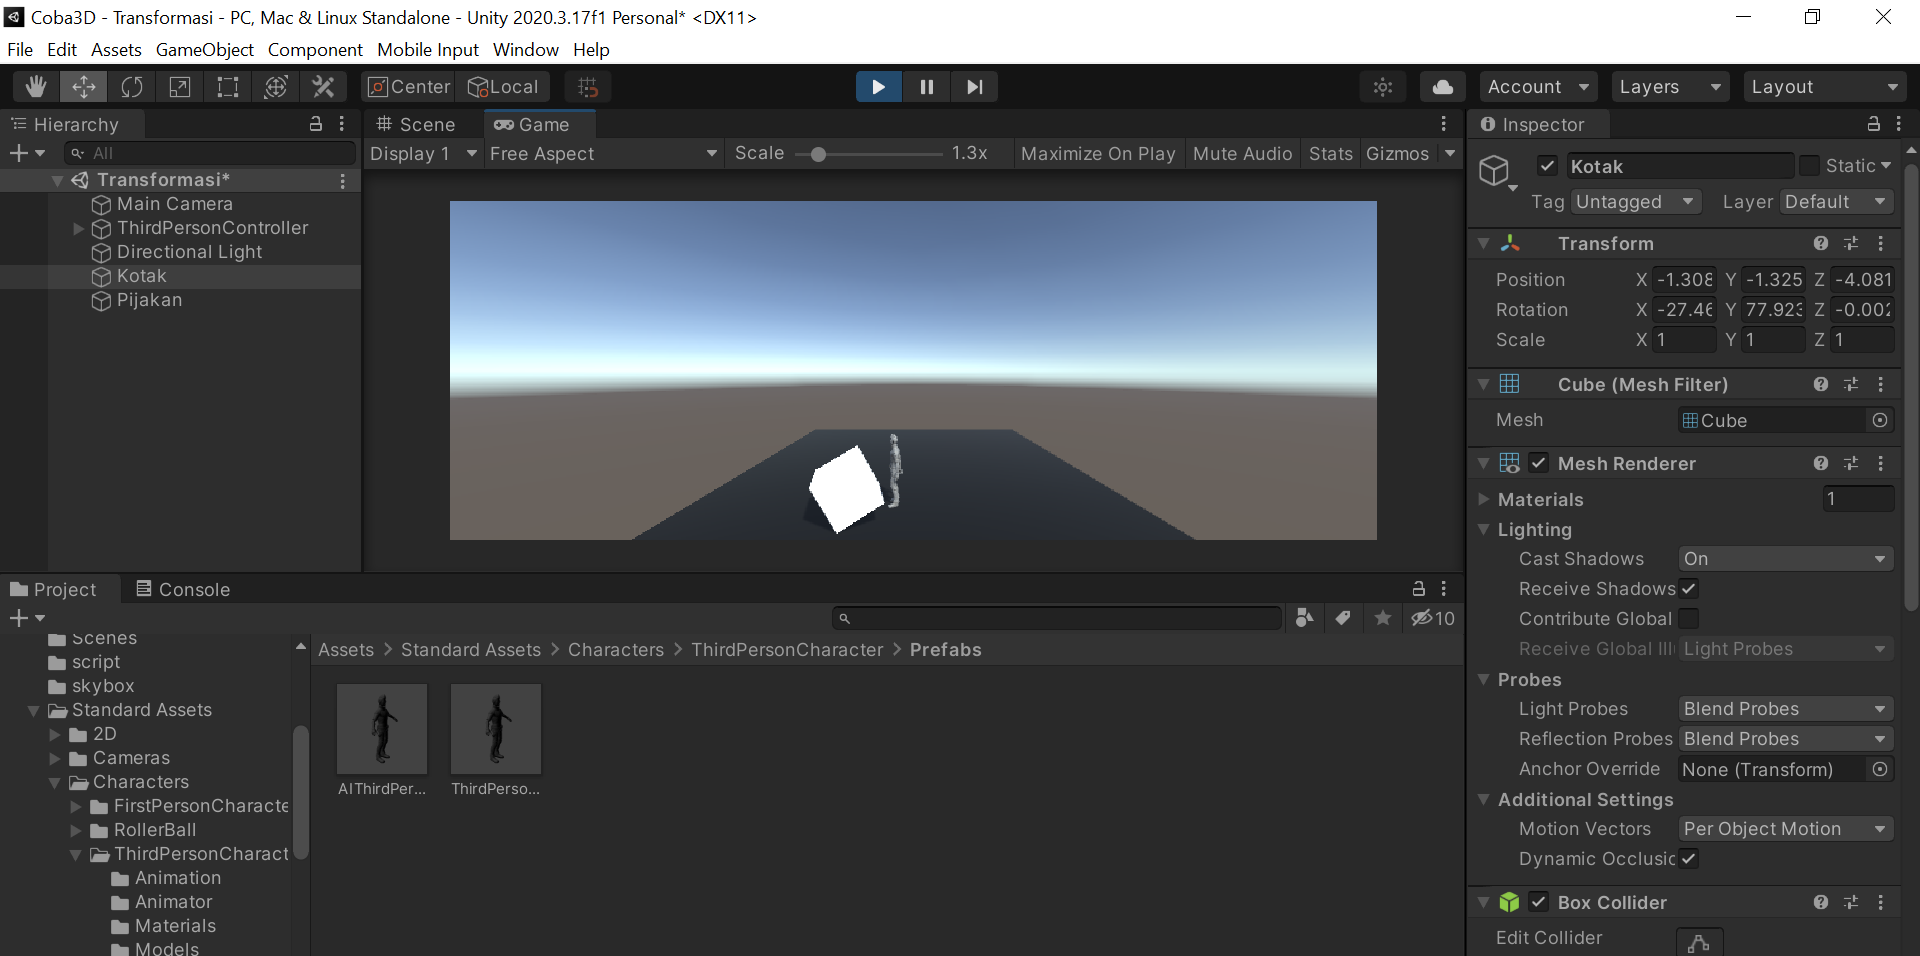 Coba3D - Transformasi - PC, Mac & Linux Standalone - Unity 2020.3.17f1 Personal* <DX11>
File Edit Assets GameObject Component Mobile Input Window Help
Center Local Account Layers Layout
Hierarchy
All
Transformasi*
Main Camera
ThirdPersonController
Directional Light
Kotak
Pijakan
Scene Game
Display 1 Free Aspect Scale 1.3x Maximize On Play Mute Audio Stats Gizmos
Inspector
Kotak Static
Tag Untagged Layer Default
Transform
Position X -1.308 Y -1.325 Z -4.081
Rotation X -27.46 Y 77.923 Z -0.002
Scale X 1 Y 1 Z 1
Cube (Mesh Filter)
Mesh Cube
Mesh Renderer
Materials 1
Lighting
Cast Shadows On
Receive Shadows
Contribute Global
Receive Global Illu Light Probes
Probes
Light Probes Blend Probes
Reflection Probes Blend Probes
Anchor Override None (Transform)
Additional Settings
Motion Vectors Per Object Motion
Dynamic Occlusic
Box Collider
Edit Collider
Project Console
10
Scenes
script
skybox
Standard Assets
2D
Cameras
Characters
FirstPersonCharacte
RollerBall
ThirdPersonCharact
Animation
Animator
Materials
Models
Assets > Standard Assets > Characters > ThirdPersonCharacter > Prefabs
AIThirdPer... ThirdPerso...